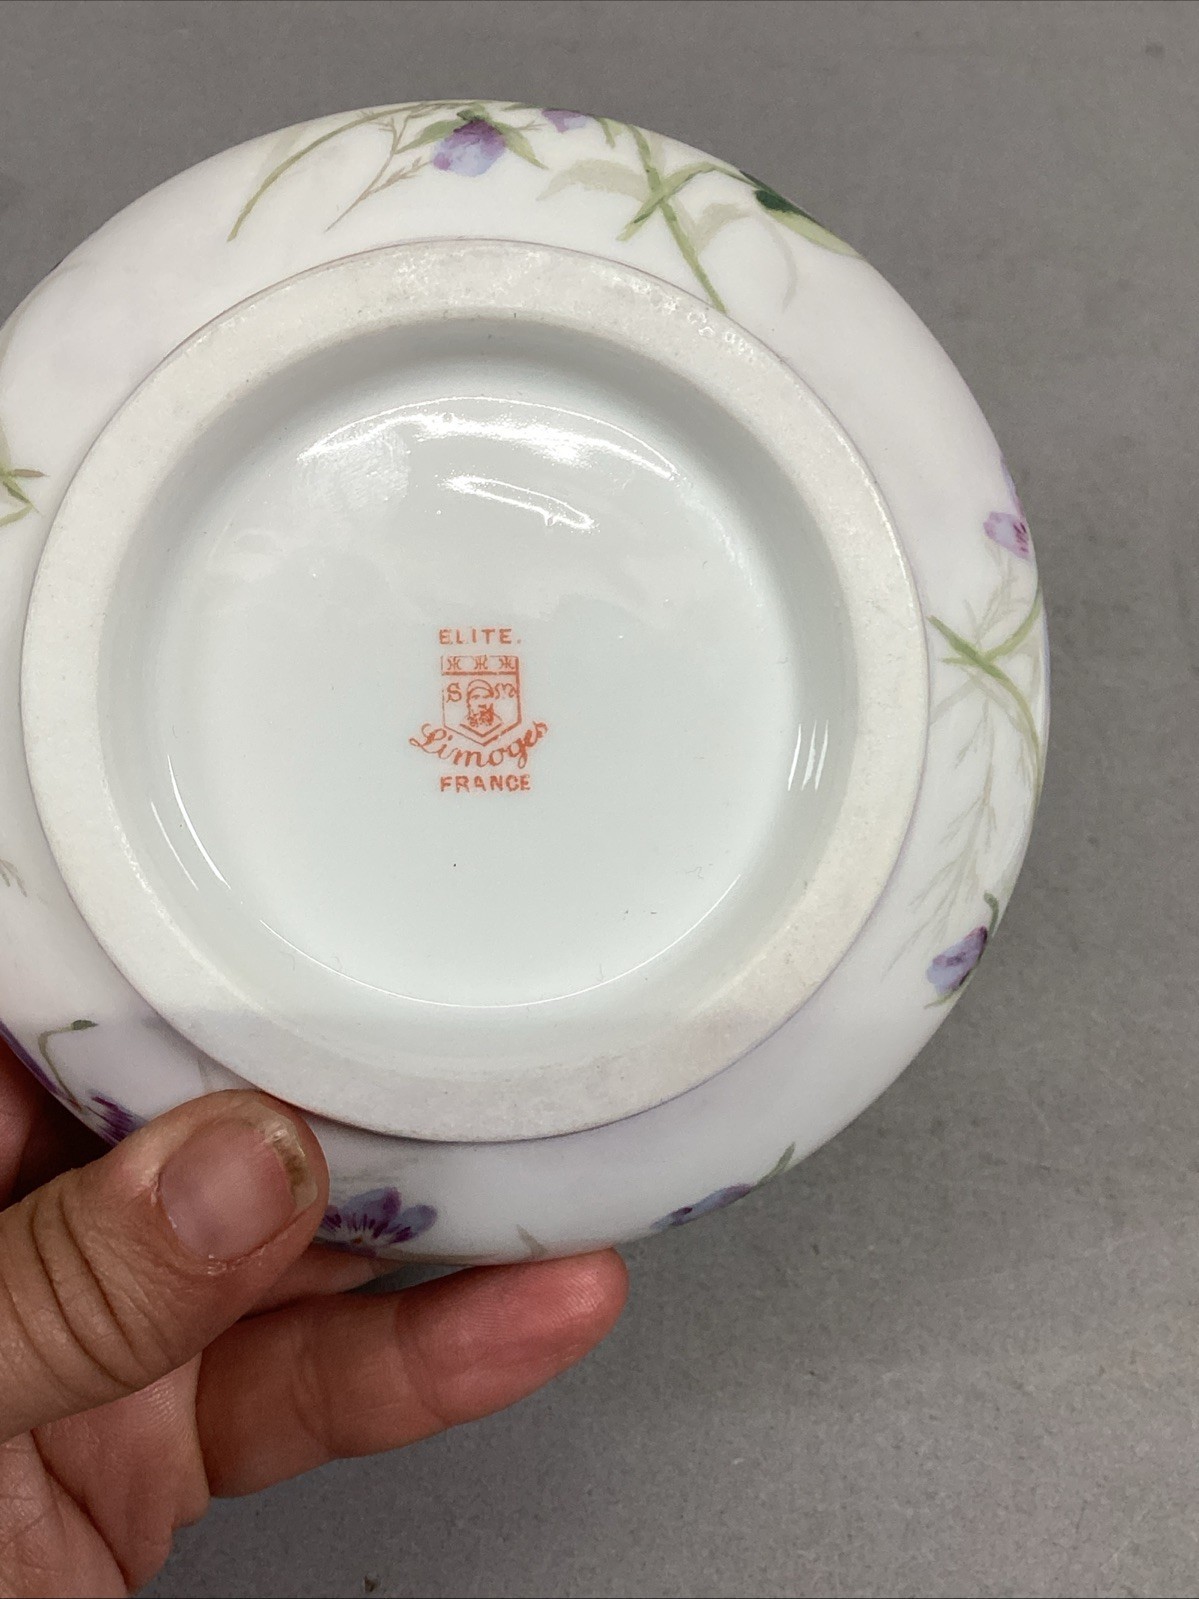 ELITE.
S M
Limoges
FRANCE